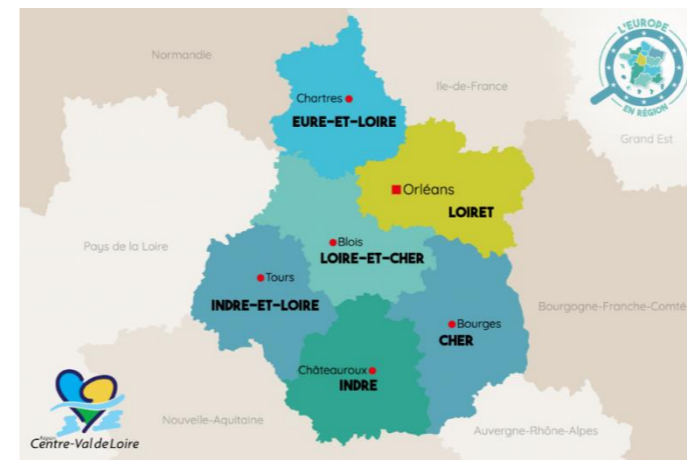 L'EUROPE
EN RÉGION
Normandie
Ile-de-France
Grand Est
Chartres
EURE-ET-LOIRE
Orléans
LOIRET
Pays de la Loire
Blois
LOIRE-ET-CHER
Tours
INDRE-ET-LOIRE
Bourgogne-Franche-Comté
Bourges
CHER
Châteauroux
INDRE
Nouvelle-Aquitaine
Auvergne-Rhône-Alpes
Centre-Val de Loire